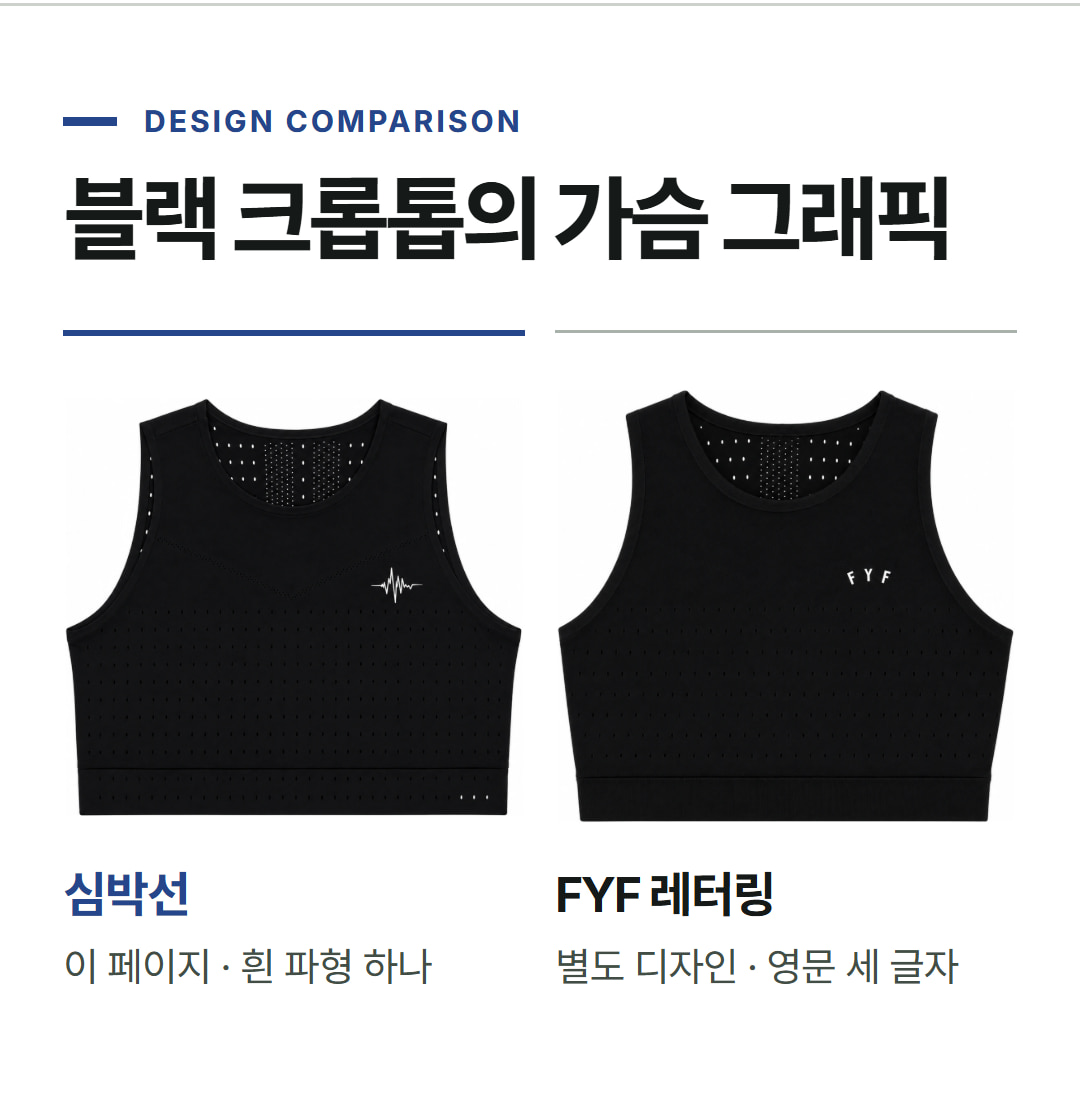 DESIGN COMPARISON
블랙 크롭톱의 가슴 그래픽
FYF
심박선
이 페이지 · 흰 파형 하나
FYF 레터링
별도 디자인 · 영문 세 글자